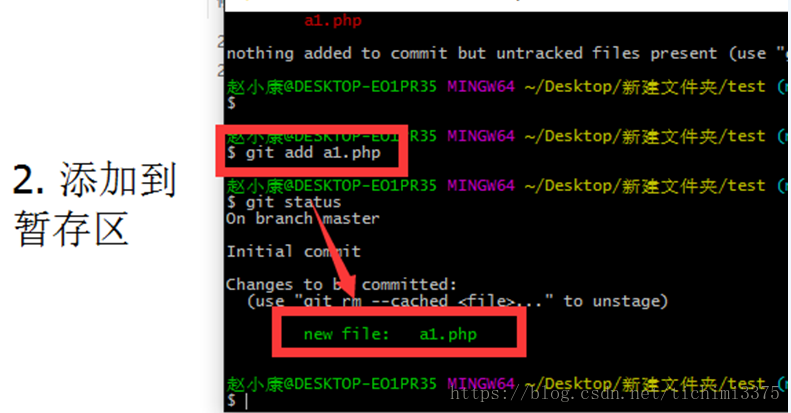 2. 添加到
暂存区
a1.php
nothing added to commit but untracked files present (use "g
赵小康@DESKTOP-EO1PR35 MINGW64 ~/Desktop/新建文件夹/test (
$
赵小康@DESKTOP-EO1PR35 MINGW64 ~/Desktop/新建文件夹/test (
$ git add a1.php
赵小康@DESKTOP-EO1PR35 MINGW64 ~/Desktop/新建文件夹/test (
$ git status
On branch master
Initial commit
Changes to be committed:
(use "git rm --cached <file>..." to unstage)
new file: a1.php
赵小康@DESKTOP-EO1PR35 MINGW64 ~/Desktop/新建文件夹/test (
$
https://blog.csdn.net/tichimi3375